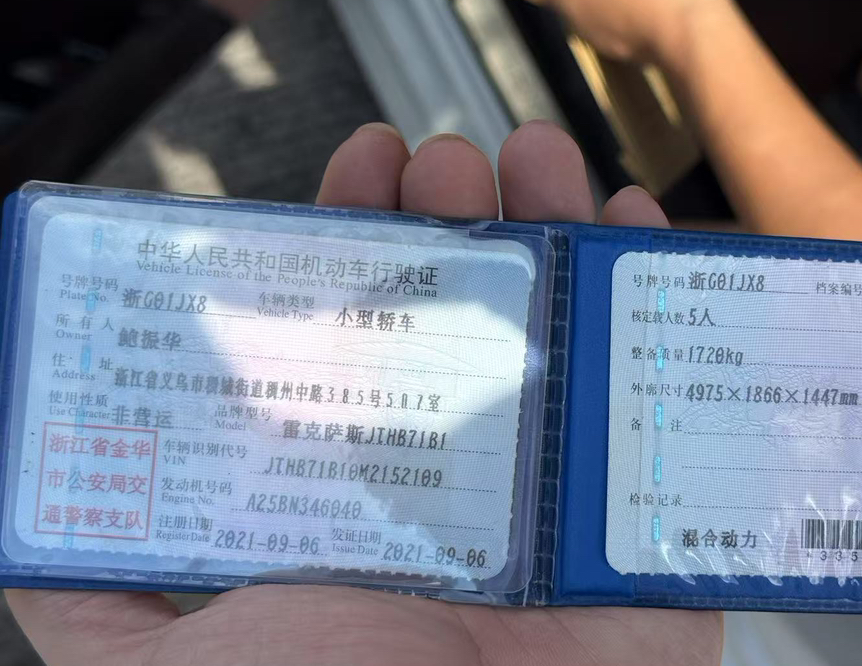 中华人民共和国机动车行驶证
Vehicle License of the People's Republic of China
号牌号码 浙G01JX8 车辆类型 小型轿车
Plate No. Vehicle Type
所有人 鲍振华
Owner
住址 浙江省义乌市稠城街道稠州中路385号507室
Address
使用性质 非营运 品牌型号 雷克萨斯JTHB71B1
Use Character Model
浙江省金华
市公安局交
通警察支队
车辆识别代号 JTHB71B10M2152109
VIN
发动机号码 A25BN346040
Engine No.
注册日期 2021-09-06 发证日期 2021-09-06
Register Date Issue Date
号牌号码 浙G01JX8 档案编号
核定载人数 5人
整备质量 1720kg
外廓尺寸 4975×1866×1447mm
备注
检验记录
混合动力
*335